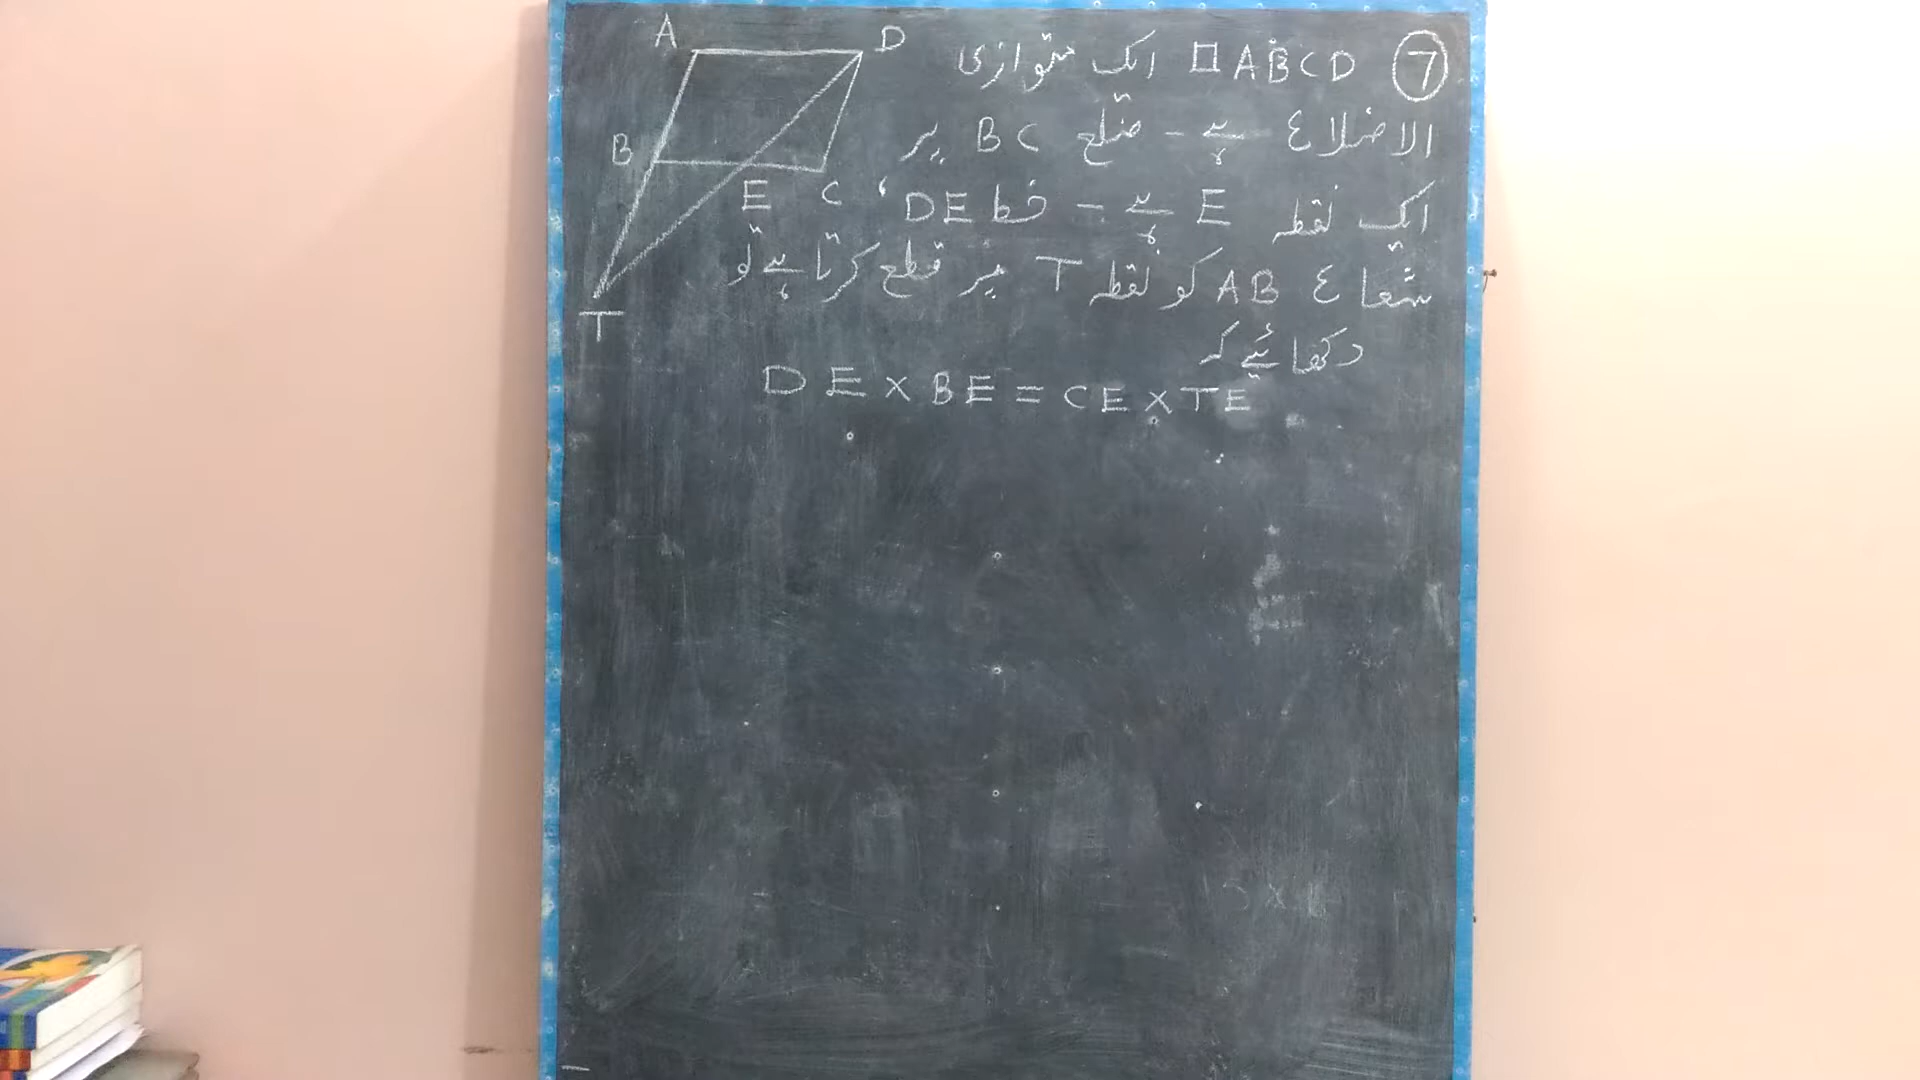 ⑦ □ABCD ایک متوازی
الاضلاع ہے - ضلع BC پر
ایک نقطہ E ہے - خط DE،
شعاع AB کو نقطہ T میں قطع کرتا ہے تو
دکھائیے کہ
DE × BE = CE × TE
A
D
B
E
C
T